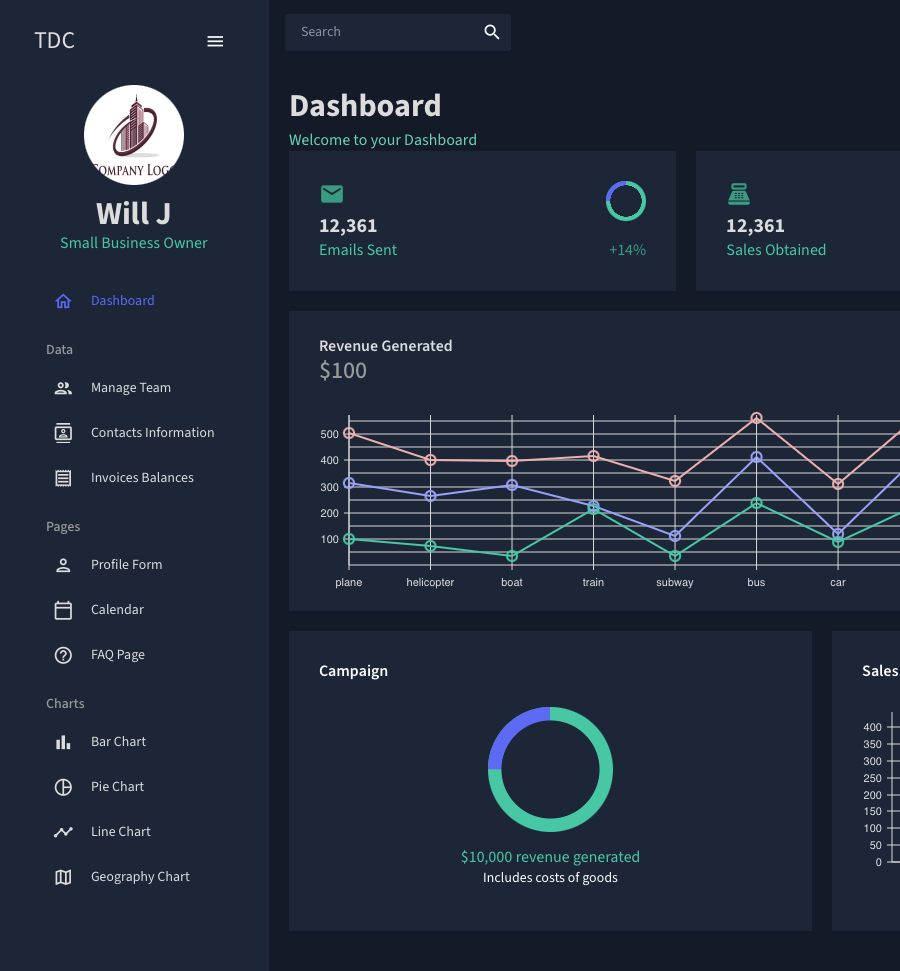 TDC
COMPANY LOG
Will J
Small Business Owner
Dashboard
Data
Manage Team
Contacts Information
Invoices Balances
Pages
Profile Form
Calendar
FAQ Page
Charts
Bar Chart
Pie Chart
Line Chart
Geography Chart
Search
Dashboard
Welcome to your Dashboard
12,361
Emails Sent
+14%
12,361
Sales Obtained
Revenue Generated
$100
500
400
300
200
100
plane helicopter boat train subway bus car
Campaign
$10,000 revenue generated
Includes costs of goods
Sales
400
350
300
250
200
150
100
50
0